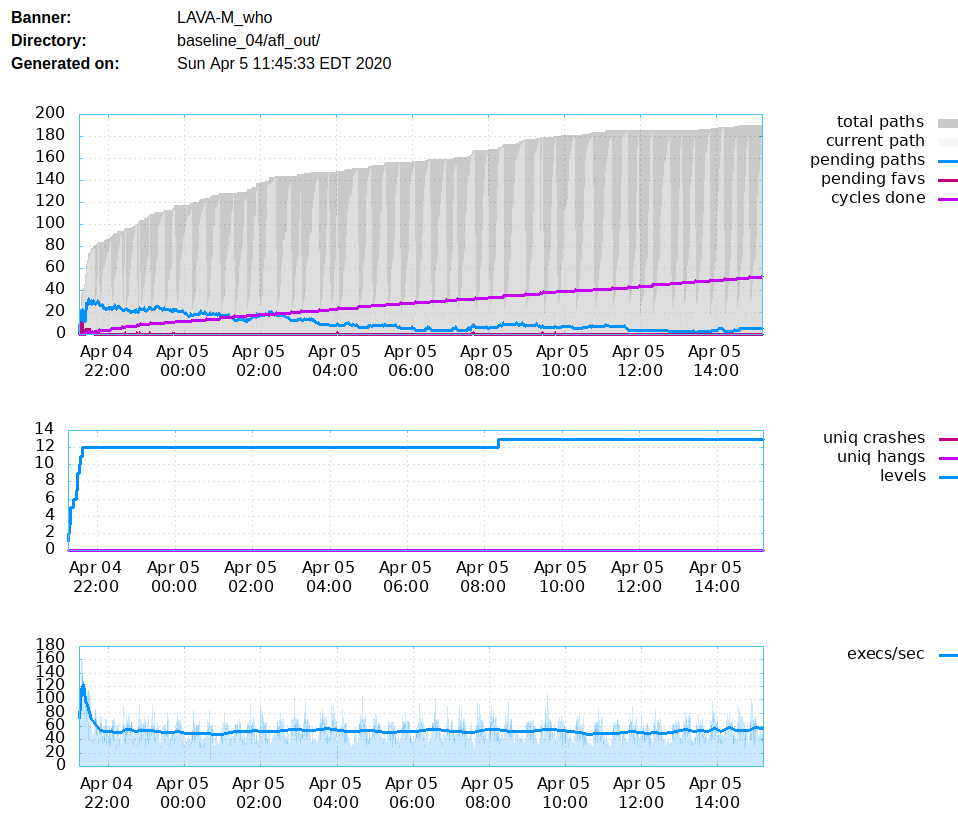 Banner: LAVA-M_who
Directory: baseline_04/afl_out/
Generated on: Sun Apr 5 11:45:33 EDT 2020
200
180
160
140
120
100
80
60
40
20
0
Apr 04 Apr 05 Apr 05 Apr 05 Apr 05 Apr 05 Apr 05 Apr 05 Apr 05
22:00 00:00 02:00 04:00 06:00 08:00 10:00 12:00 14:00
total paths
current path
pending paths
pending favs
cycles done
14
12
10
8
6
4
2
0
Apr 04 Apr 05 Apr 05 Apr 05 Apr 05 Apr 05 Apr 05 Apr 05 Apr 05
22:00 00:00 02:00 04:00 06:00 08:00 10:00 12:00 14:00
uniq crashes
uniq hangs
levels
180
160
140
120
100
80
60
40
20
0
Apr 04 Apr 05 Apr 05 Apr 05 Apr 05 Apr 05 Apr 05 Apr 05 Apr 05
22:00 00:00 02:00 04:00 06:00 08:00 10:00 12:00 14:00
execs/sec